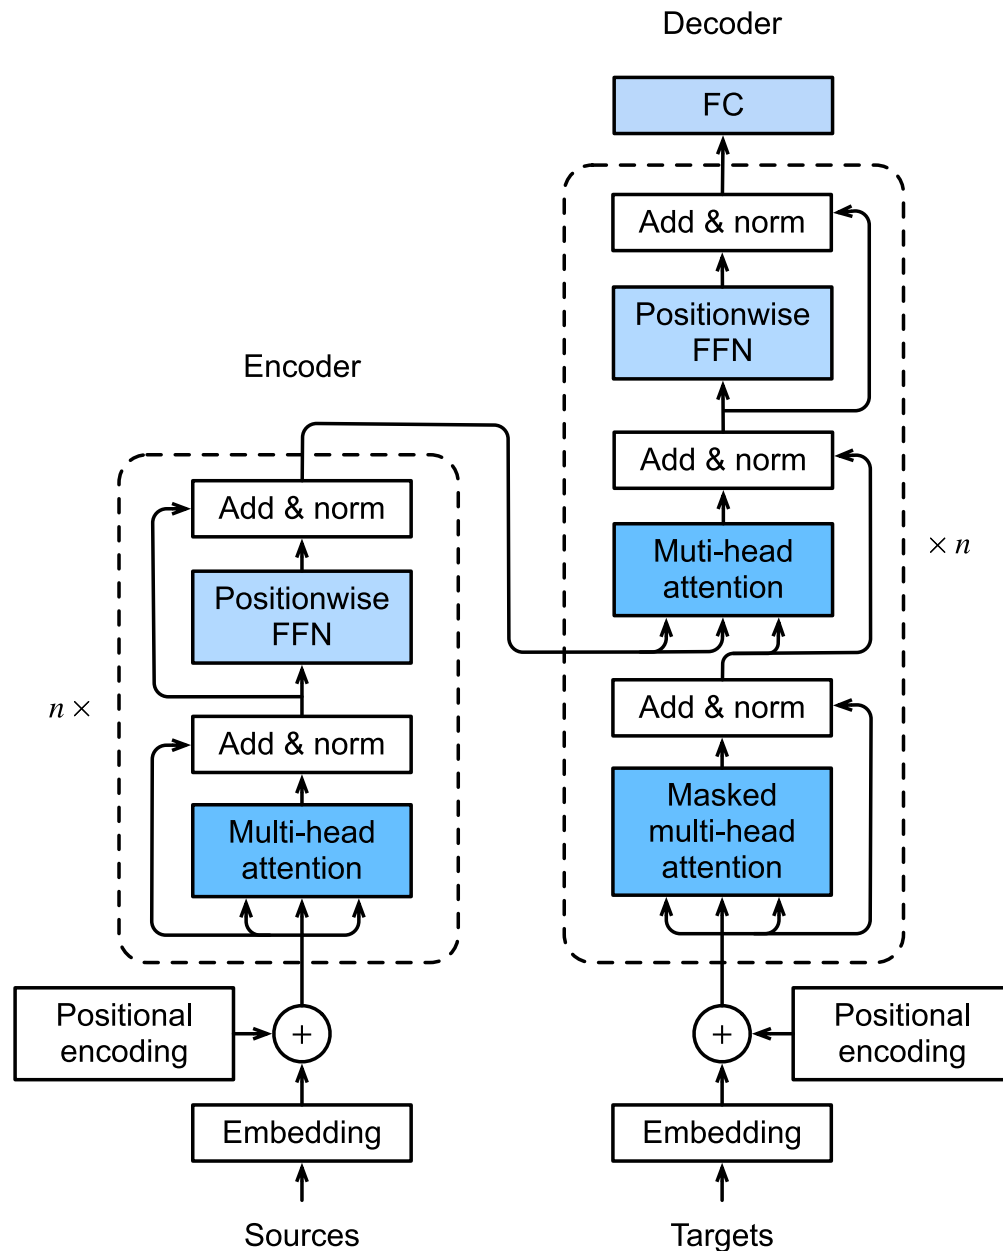 Decoder
FC
Add & norm
Positionwise
FFN
Add & norm
Muti-head
attention
× n
Add & norm
Masked
multi-head
attention
Positional
encoding
+
Embedding
Targets
Encoder
Add & norm
Positionwise
FFN
n ×
Add & norm
Multi-head
attention
Positional
encoding
+
Embedding
Sources